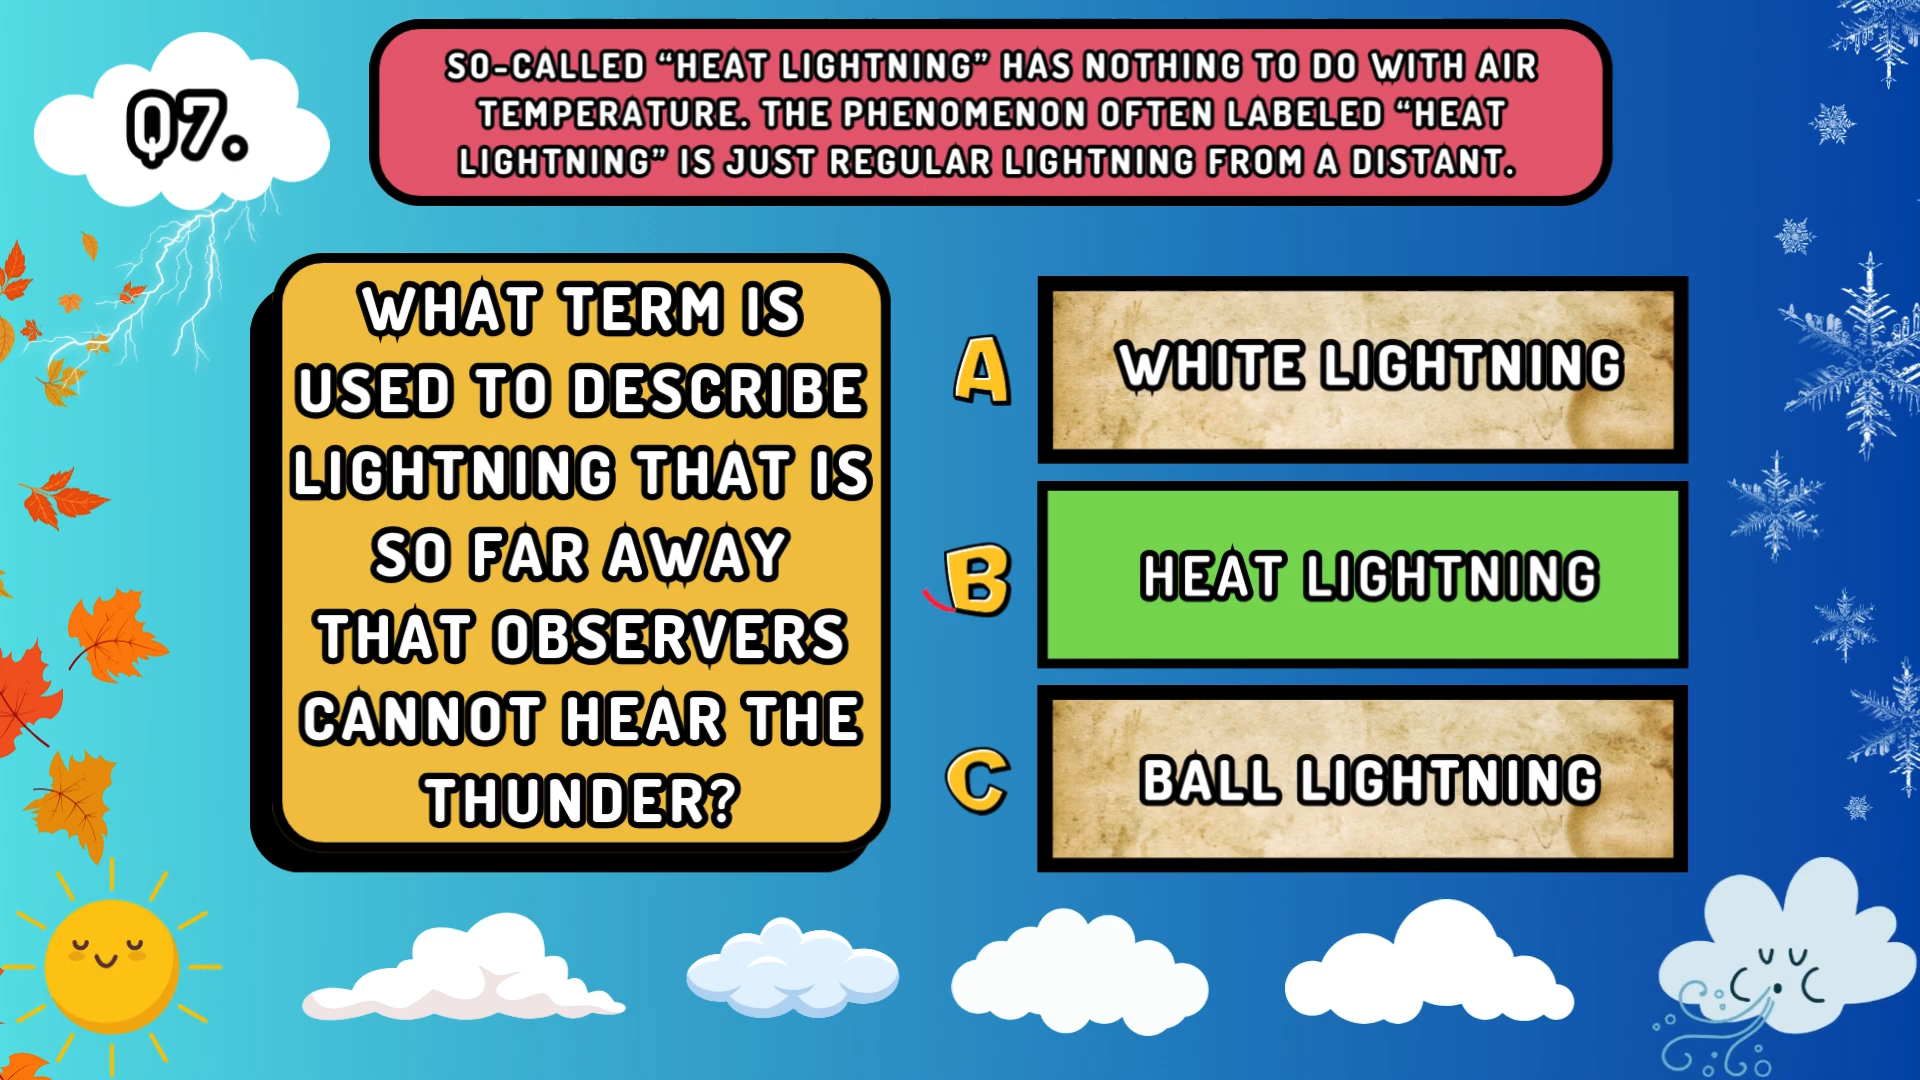 Q7.
SO-CALLED “HEAT LIGHTNING” HAS NOTHING TO DO WITH AIR
TEMPERATURE. THE PHENOMENON OFTEN LABELED “HEAT
LIGHTNING” IS JUST REGULAR LIGHTNING FROM A DISTANT.
WHAT TERM IS
USED TO DESCRIBE
LIGHTNING THAT IS
SO FAR AWAY
THAT OBSERVERS
CANNOT HEAR THE
THUNDER?
A
WHITE LIGHTNING
B
HEAT LIGHTNING
C
BALL LIGHTNING